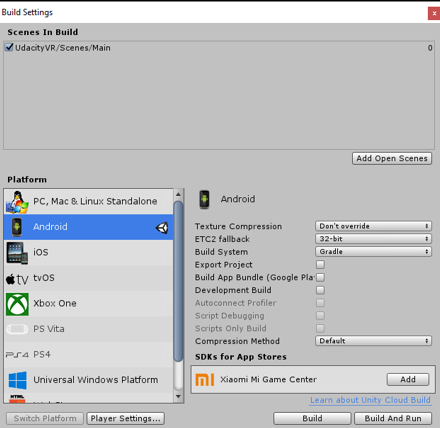 Build Settings
x
Scenes In Build
UdacityVR/Scenes/Main 0
Add Open Scenes
Platform
PC, Mac & Linux Standalone
Android
iOS
tv tvOS
Xbox One
PS Vita
PS4 PS4
Universal Windows Platform
Android
Texture Compression Don't override
ETC2 fallback 32-bit
Build System Gradle
Export Project
Build App Bundle (Google Pla
Development Build
Autoconnect Profiler
Script Debugging
Scripts Only Build
Compression Method Default
SDKs for App Stores
Xiaomi Mi Game Center Add
Learn about Unity Cloud Build
Switch Platform Player Settings... Build Build And Run